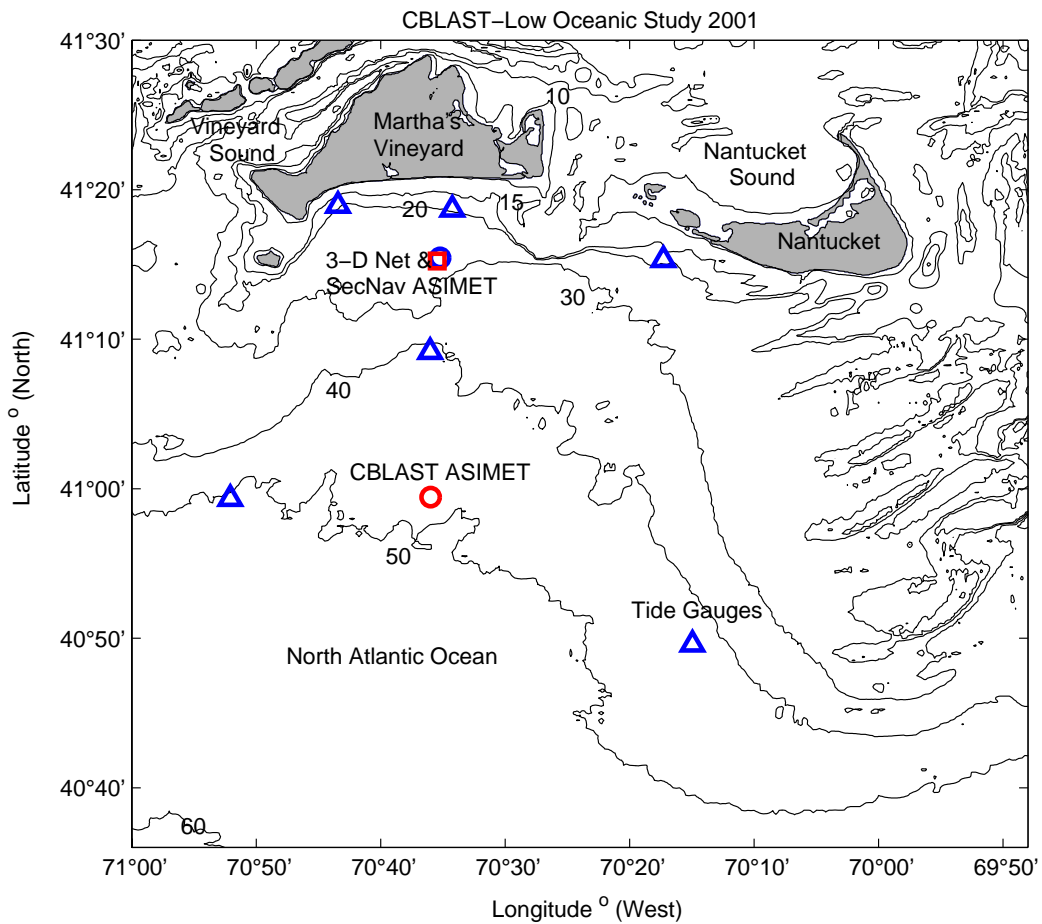 CBLAST−Low Oceanic Study 2001
41°30'
41°20'
41°10'
41°00'
40°50'
40°40'
Latitude o (North)
Vineyard
Sound
Martha's
Vineyard
10
Nantucket
Sound
15
20
Nantucket
3−D Net &
SecNav ASIMET
30
40
CBLAST ASIMET
50
Tide Gauges
North Atlantic Ocean
60
71°00'
70°50'
70°40'
70°30'
70°20'
70°10'
70°00'
69°50'
Longitude o (West)